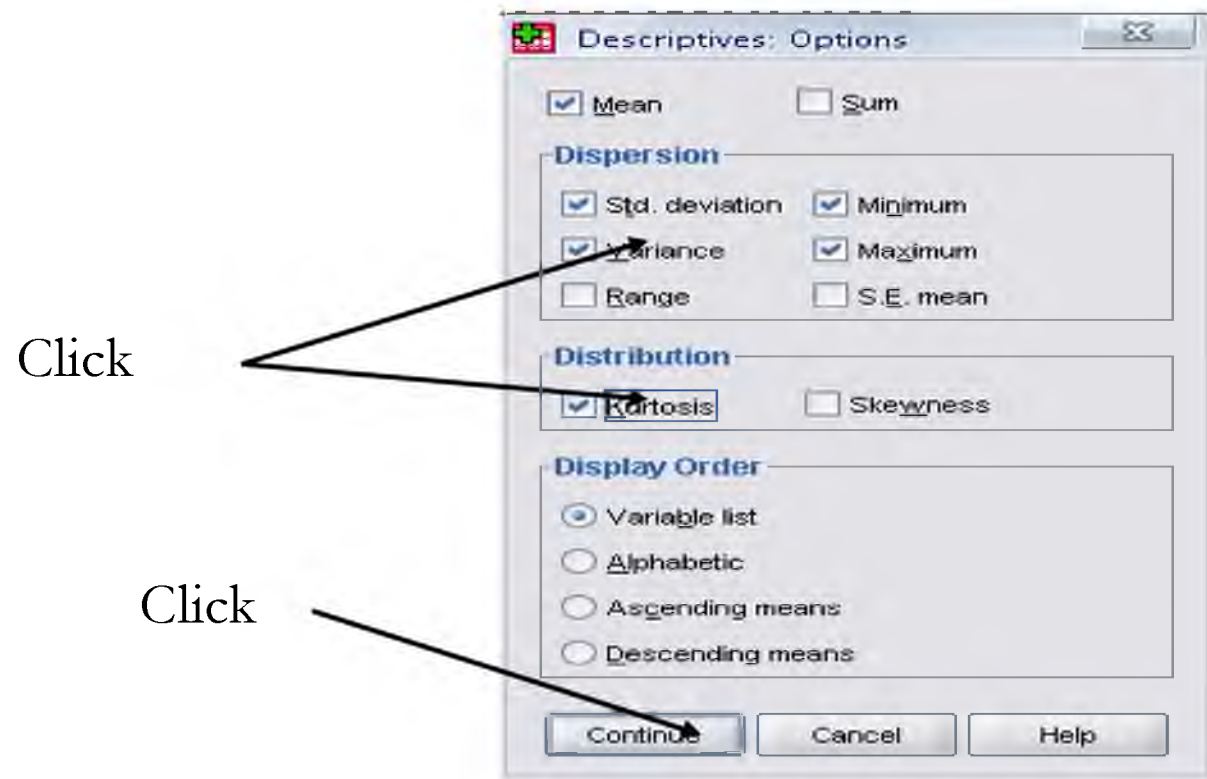 Descriptives: Options
Mean Sum
Dispersion
Std. deviation Minimum
Variance Maximum
Range S.E. mean
Click
Distribution
Kurtosis Skewness
Display Order
Variable list
Alphabetic
Click
Ascending means
Descending means
Continue Cancel Help